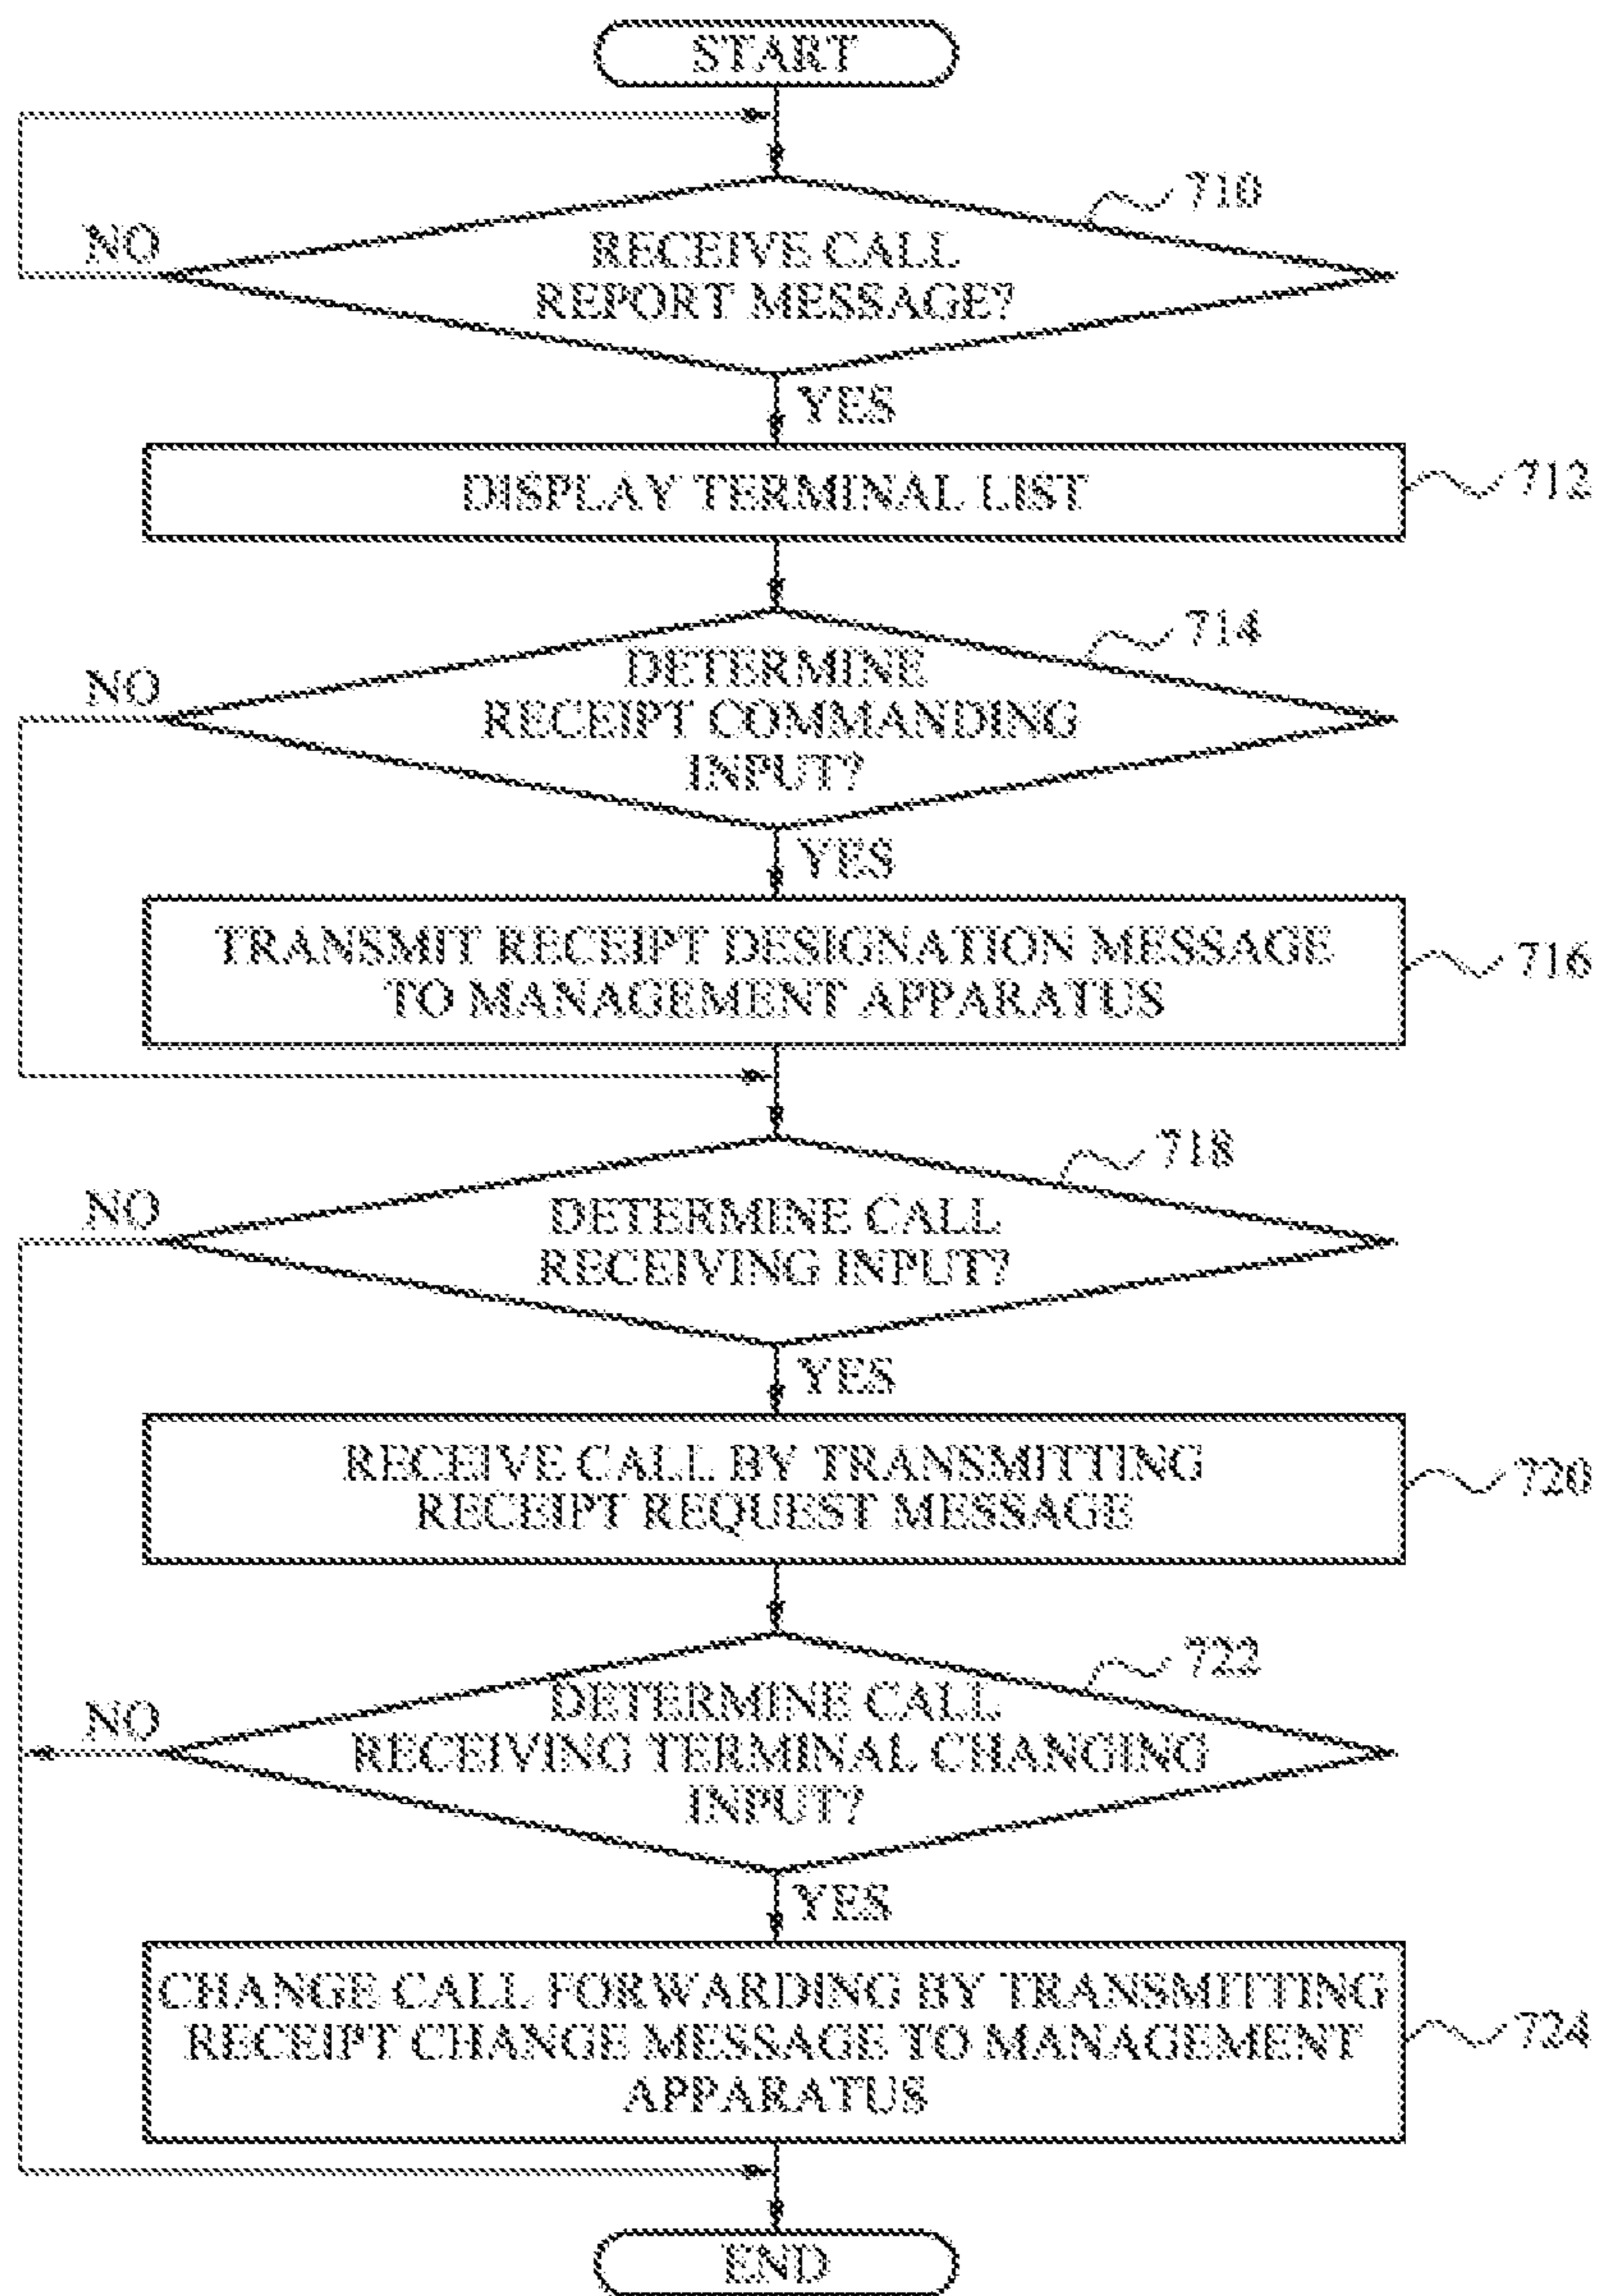 START
710
NO
RECEIVE CALL
REPORT MESSAGE?
YES
DISPLAY TERMINAL LIST
712
714
NO
DETERMINE
RECEIPT COMMANDING
INPUT?
YES
TRANSMIT RECEIPT DESIGNATION MESSAGE
TO MANAGEMENT APPARATUS
716
718
NO
DETERMINE CALL
RECEIVING INPUT?
YES
RECEIVE CALL BY TRANSMITTING
RECEIPT REQUEST MESSAGE
720
722
NO
DETERMINE CALL
RECEIVING TERMINAL CHANGING
INPUT?
YES
CHANGE CALL FORWARDING BY TRANSMITTING
RECEIPT CHANGE MESSAGE TO MANAGEMENT
APPARATUS
724
END